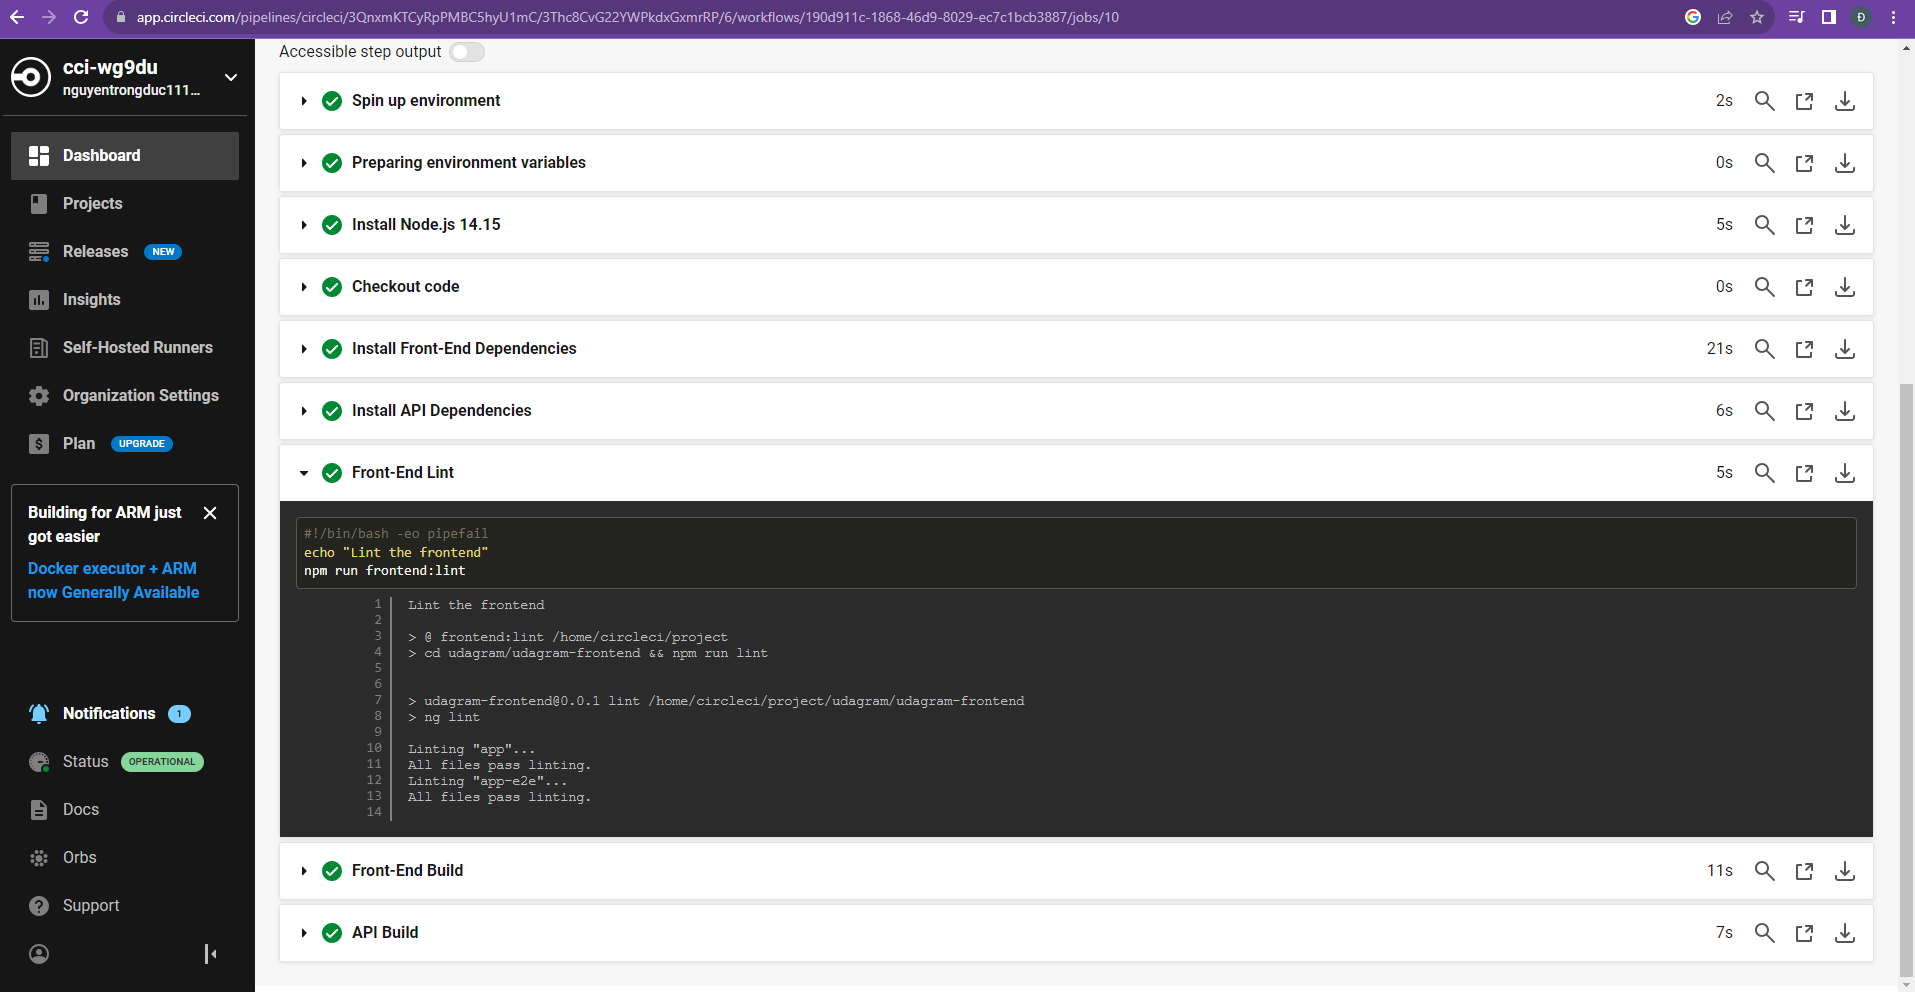 app.circleci.com/pipelines/circleci/3QnxmKTCyRpPMBC5hyU1mC/3Thc8CvG22YWPkdxGxmrRP/6/workflows/190d911c-1868-46d9-8029-ec7c1bcb3887/jobs/10
Đ
cci-wg9du
nguyentrongduc111...
Dashboard
Projects
Releases NEW
Insights
Self-Hosted Runners
Organization Settings
Plan UPGRADE
Building for ARM just
got easier
Docker executor + ARM
now Generally Available
Notifications 1
Status OPERATIONAL
Docs
Orbs
Support
Accessible step output
Spin up environment 2s
Preparing environment variables 0s
Install Node.js 14.15 5s
Checkout code 0s
Install Front-End Dependencies 21s
Install API Dependencies 6s
Front-End Lint 5s
#!/bin/bash -eo pipefail
echo "Lint the frontend"
npm run frontend:lint
1 Lint the frontend
2
3 > @ frontend:lint /home/circleci/project
4 > cd udagram/udagram-frontend && npm run lint
5
6
7 > udagram-frontend@0.0.1 lint /home/circleci/project/udagram/udagram-frontend
8 > ng lint
9
10 Linting "app"...
11 All files pass linting.
12 Linting "app-e2e"...
13 All files pass linting.
14
Front-End Build 11s
API Build 7s